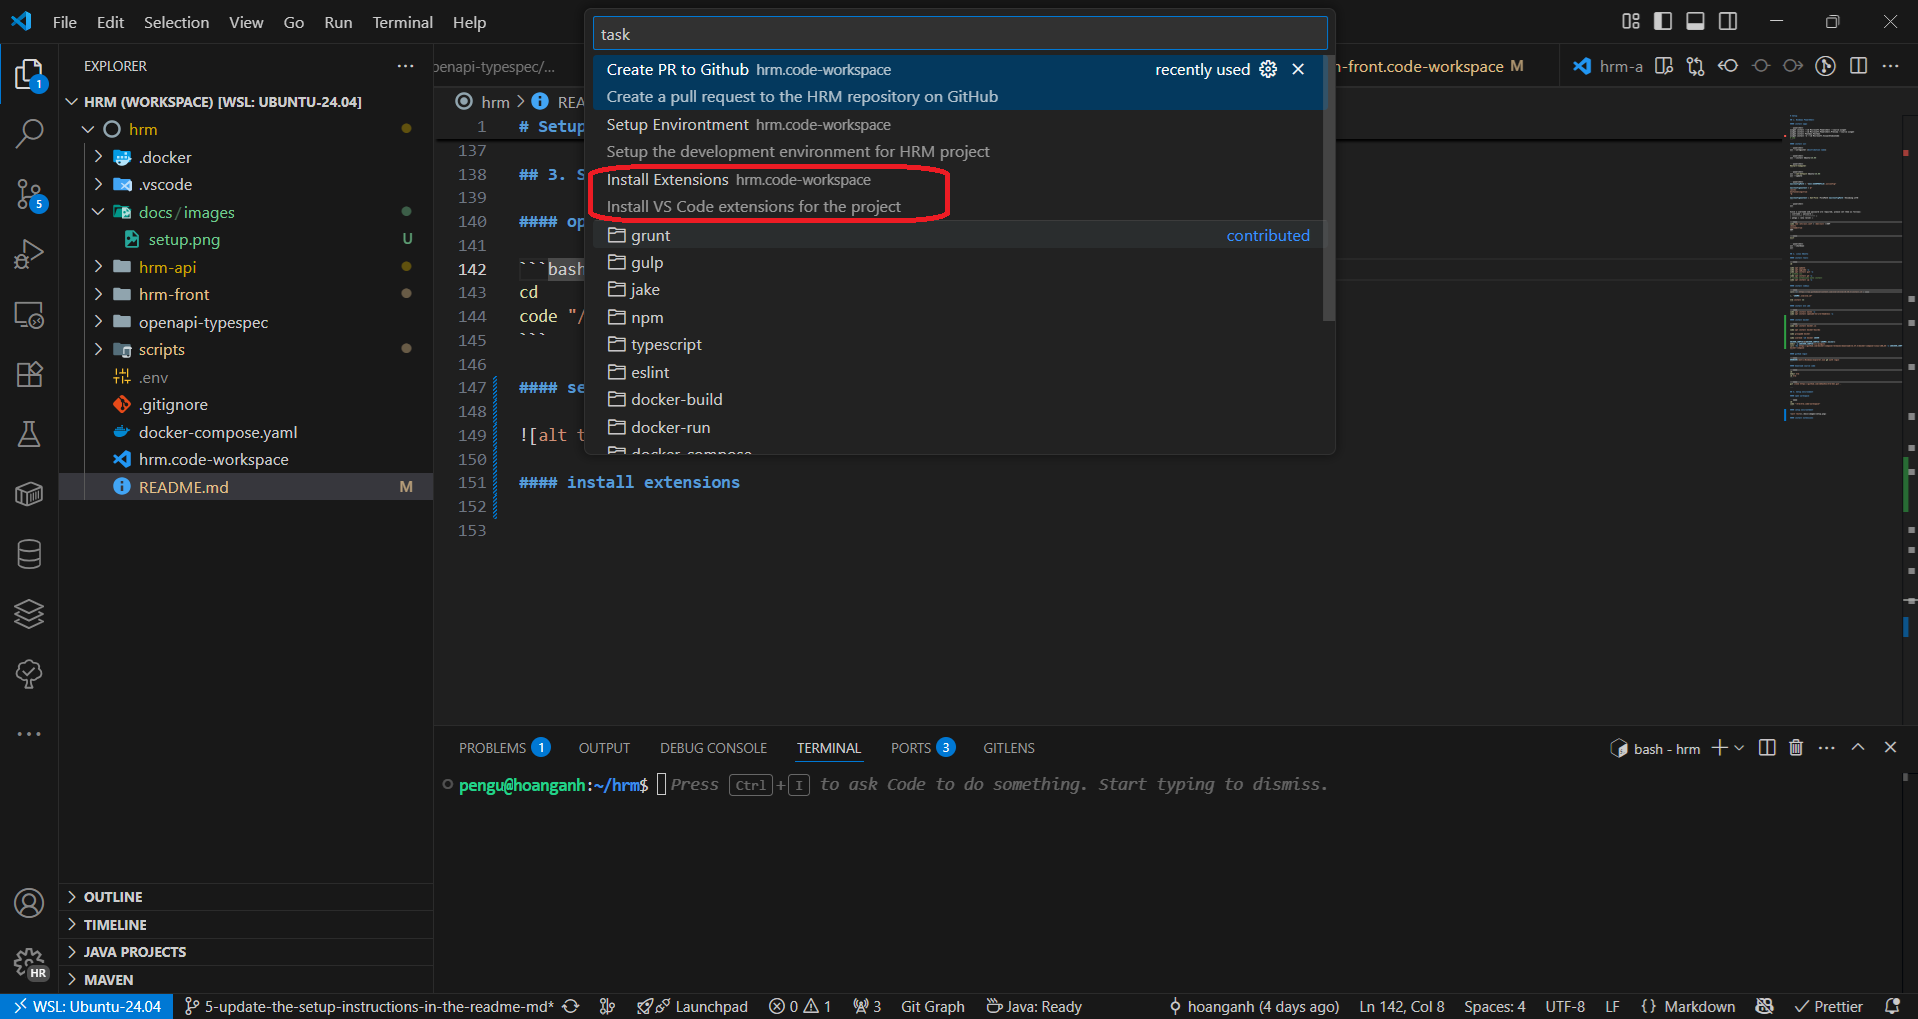 File Edit Selection View Go Run Terminal Help
task
Create PR to Github hrm.code-workspace recently used
Create a pull request to the HRM repository on GitHub
Setup Environtment hrm.code-workspace
Setup the development environment for HRM project
Install Extensions hrm.code-workspace
Install VS Code extensions for the project
grunt contributed
gulp
jake
npm
typescript
eslint
docker-build
docker-run
docker-compose
EXPLORER
HRM (WORKSPACE) [WSL: UBUNTU-24.04]
hrm
.docker
.vscode
docs / images
setup.png U
hrm-api
hrm-front
openapi-typespec
scripts
.env
.gitignore
docker-compose.yaml
hrm.code-workspace
README.md M
OUTLINE
TIMELINE
JAVA PROJECTS
MAVEN
1
5
HR
openapi-typespec/...
-front.code-workspace M
hrm-a
hrm > REA
1 # Setup
137
138 ## 3. S
139
140 #### op
141
142 ```bash
143 cd
144 code "/
145 ```
146
147 #### se
148
149 ![alt t
150
151 #### install extensions
152
153
PROBLEMS 1 OUTPUT DEBUG CONSOLE TERMINAL PORTS 3 GITLENS
bash - hrm
pengu@hoanganh:~/hrm$ Press Ctrl + I to ask Code to do something. Start typing to dismiss.
WSL: Ubuntu-24.04 5-update-the-setup-instructions-in-the-readme-md* Launchpad 0 1 3 Git Graph Java: Ready hoanganh (4 days ago) Ln 142, Col 8 Spaces: 4 UTF-8 LF {} Markdown Prettier